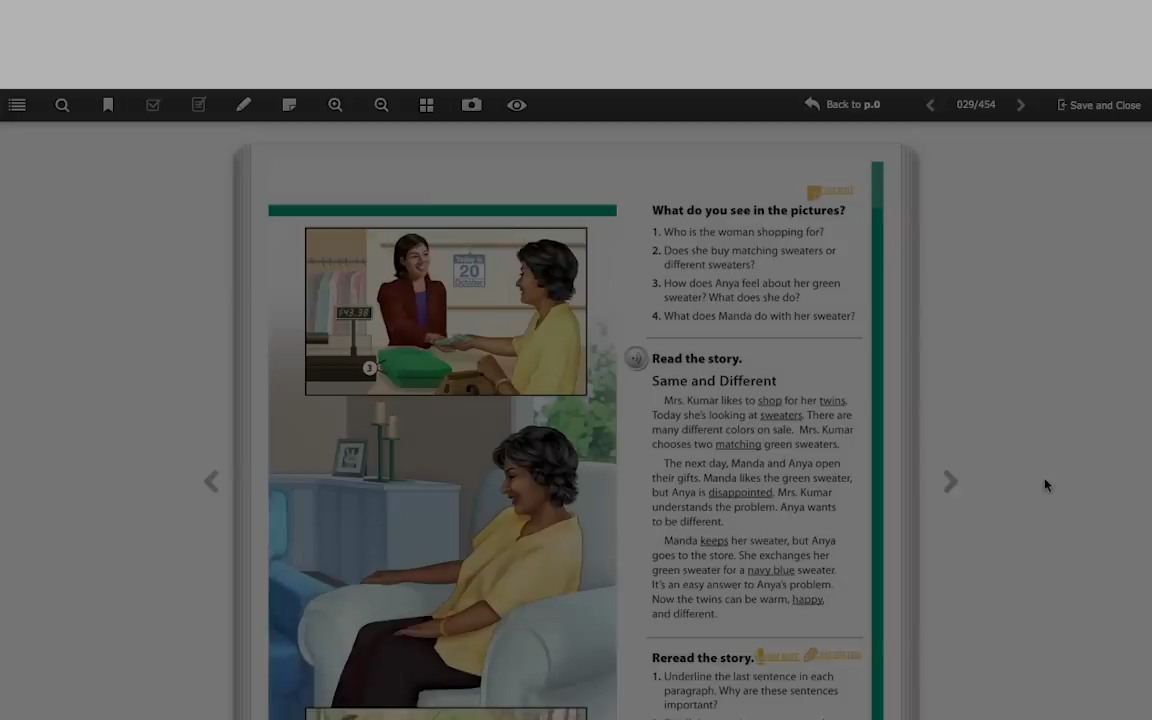 Back to p.0
029/454
Save and Close
What do you see in the pictures?
1. Who is the woman shopping for?
2. Does she buy matching sweaters or
different sweaters?
3. How does Anya feel about her green
sweater? What does she do?
4. What does Manda do with her sweater?
Today is
20
October
$43.38
3
Read the story.
Same and Different
Mrs. Kumar likes to shop for her twins.
Today she's looking at sweaters. There are
many different colors on sale. Mrs. Kumar
chooses two matching green sweaters.
The next day, Manda and Anya open
their gifts. Manda likes the green sweater,
but Anya is disappointed. Mrs. Kumar
understands the problem. Anya wants
to be different.
Manda keeps her sweater, but Anya
goes to the store. She exchanges her
green sweater for a navy blue sweater.
It's an easy answer to Anya's problem.
Now the twins can be warm, happy,
and different.
Reread the story.
1. Underline the last sentence in each
paragraph. Why are these sentences
important?